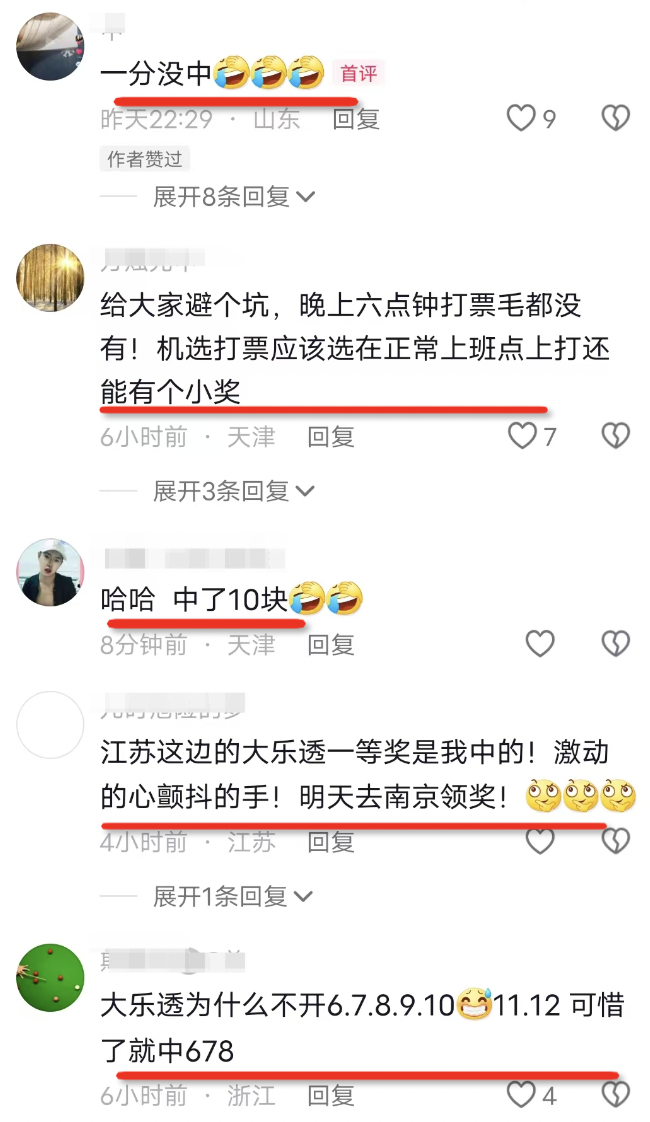 一分没中 首评
昨天22:29 · 山东 回复 9
作者赞过
展开8条回复
给大家避个坑，晚上六点钟打票毛都没
有！机选打票应该选在正常上班点上打还
能有个小奖
6小时前 · 天津 回复 7
展开3条回复
哈哈 中了10块
8分钟前 · 天津 回复
江苏这边的大乐透一等奖是我中的！激动
的心颤抖的手！明天去南京领奖！
4小时前 · 江苏 回复
展开1条回复
大乐透为什么不开6.7.8.9.10😅11.12 可惜
了就中678
6小时前 · 浙江 回复 4